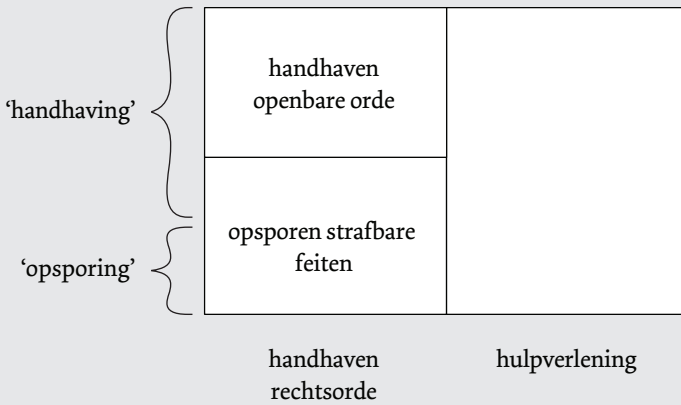 handhaven
openbare orde
‘handhaving’
opsporen strafbare
feiten
‘opsporing’
handhaven
rechtsorde
hulpverlening